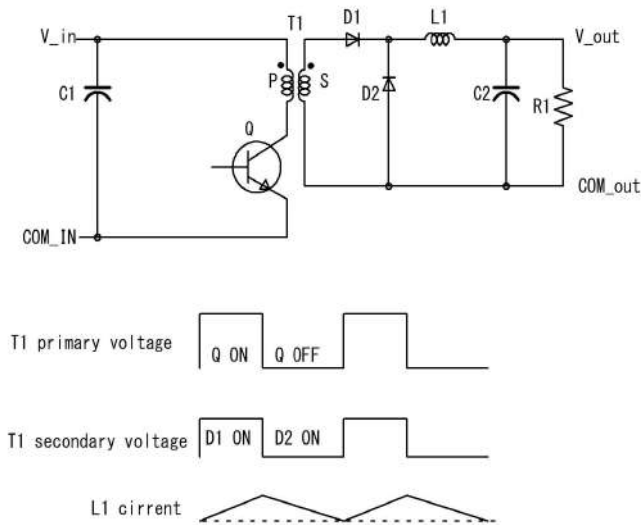 V_in
T1
D1
L1
V_out
C1
P
S
D2
C2
R1
Q
COM_out
COM_IN
T1 primary voltage
Q ON
Q OFF
T1 secondary voltage
D1 ON
D2 ON
L1 cirrent